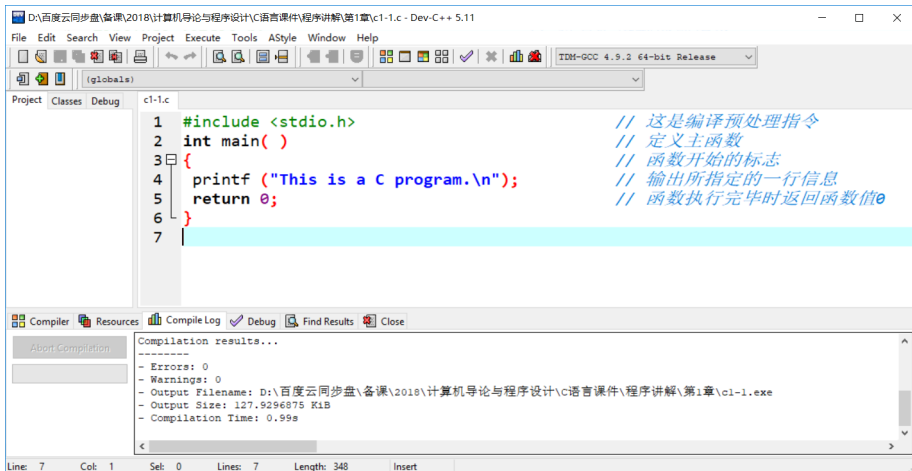 D:\百度云同步盘\备课\2018\计算机导论与程序设计\C语言课件\程序讲解\第1章\c1-1.c - Dev-C++ 5.11
File Edit Search View Project Execute Tools AStyle Window Help
TDM-GCC 4.9.2 64-bit Release
(globals)
Project Classes Debug c1-1.c
1 #include <stdio.h> // 这是编译预处理指令
2 int main( ) // 定义主函数
3 { // 函数开始的标志
4 printf ("This is a C program.\n"); // 输出所指定的一行信息
5 return 0; // 函数执行完毕时返回函数值0
6 }
7
Compiler Resources Compile Log Debug Find Results Close
Abort Compilation
Compilation results...
--------
- Errors: 0
- Warnings: 0
- Output Filename: D:\百度云同步盘\备课\2018\计算机导论与程序设计\C语言课件\程序讲解\第1章\c1-1.exe
- Output Size: 127.9296875 KiB
- Compilation Time: 0.99s
Line: 7 Col: 1 Sel: 0 Lines: 7 Length: 348 Insert